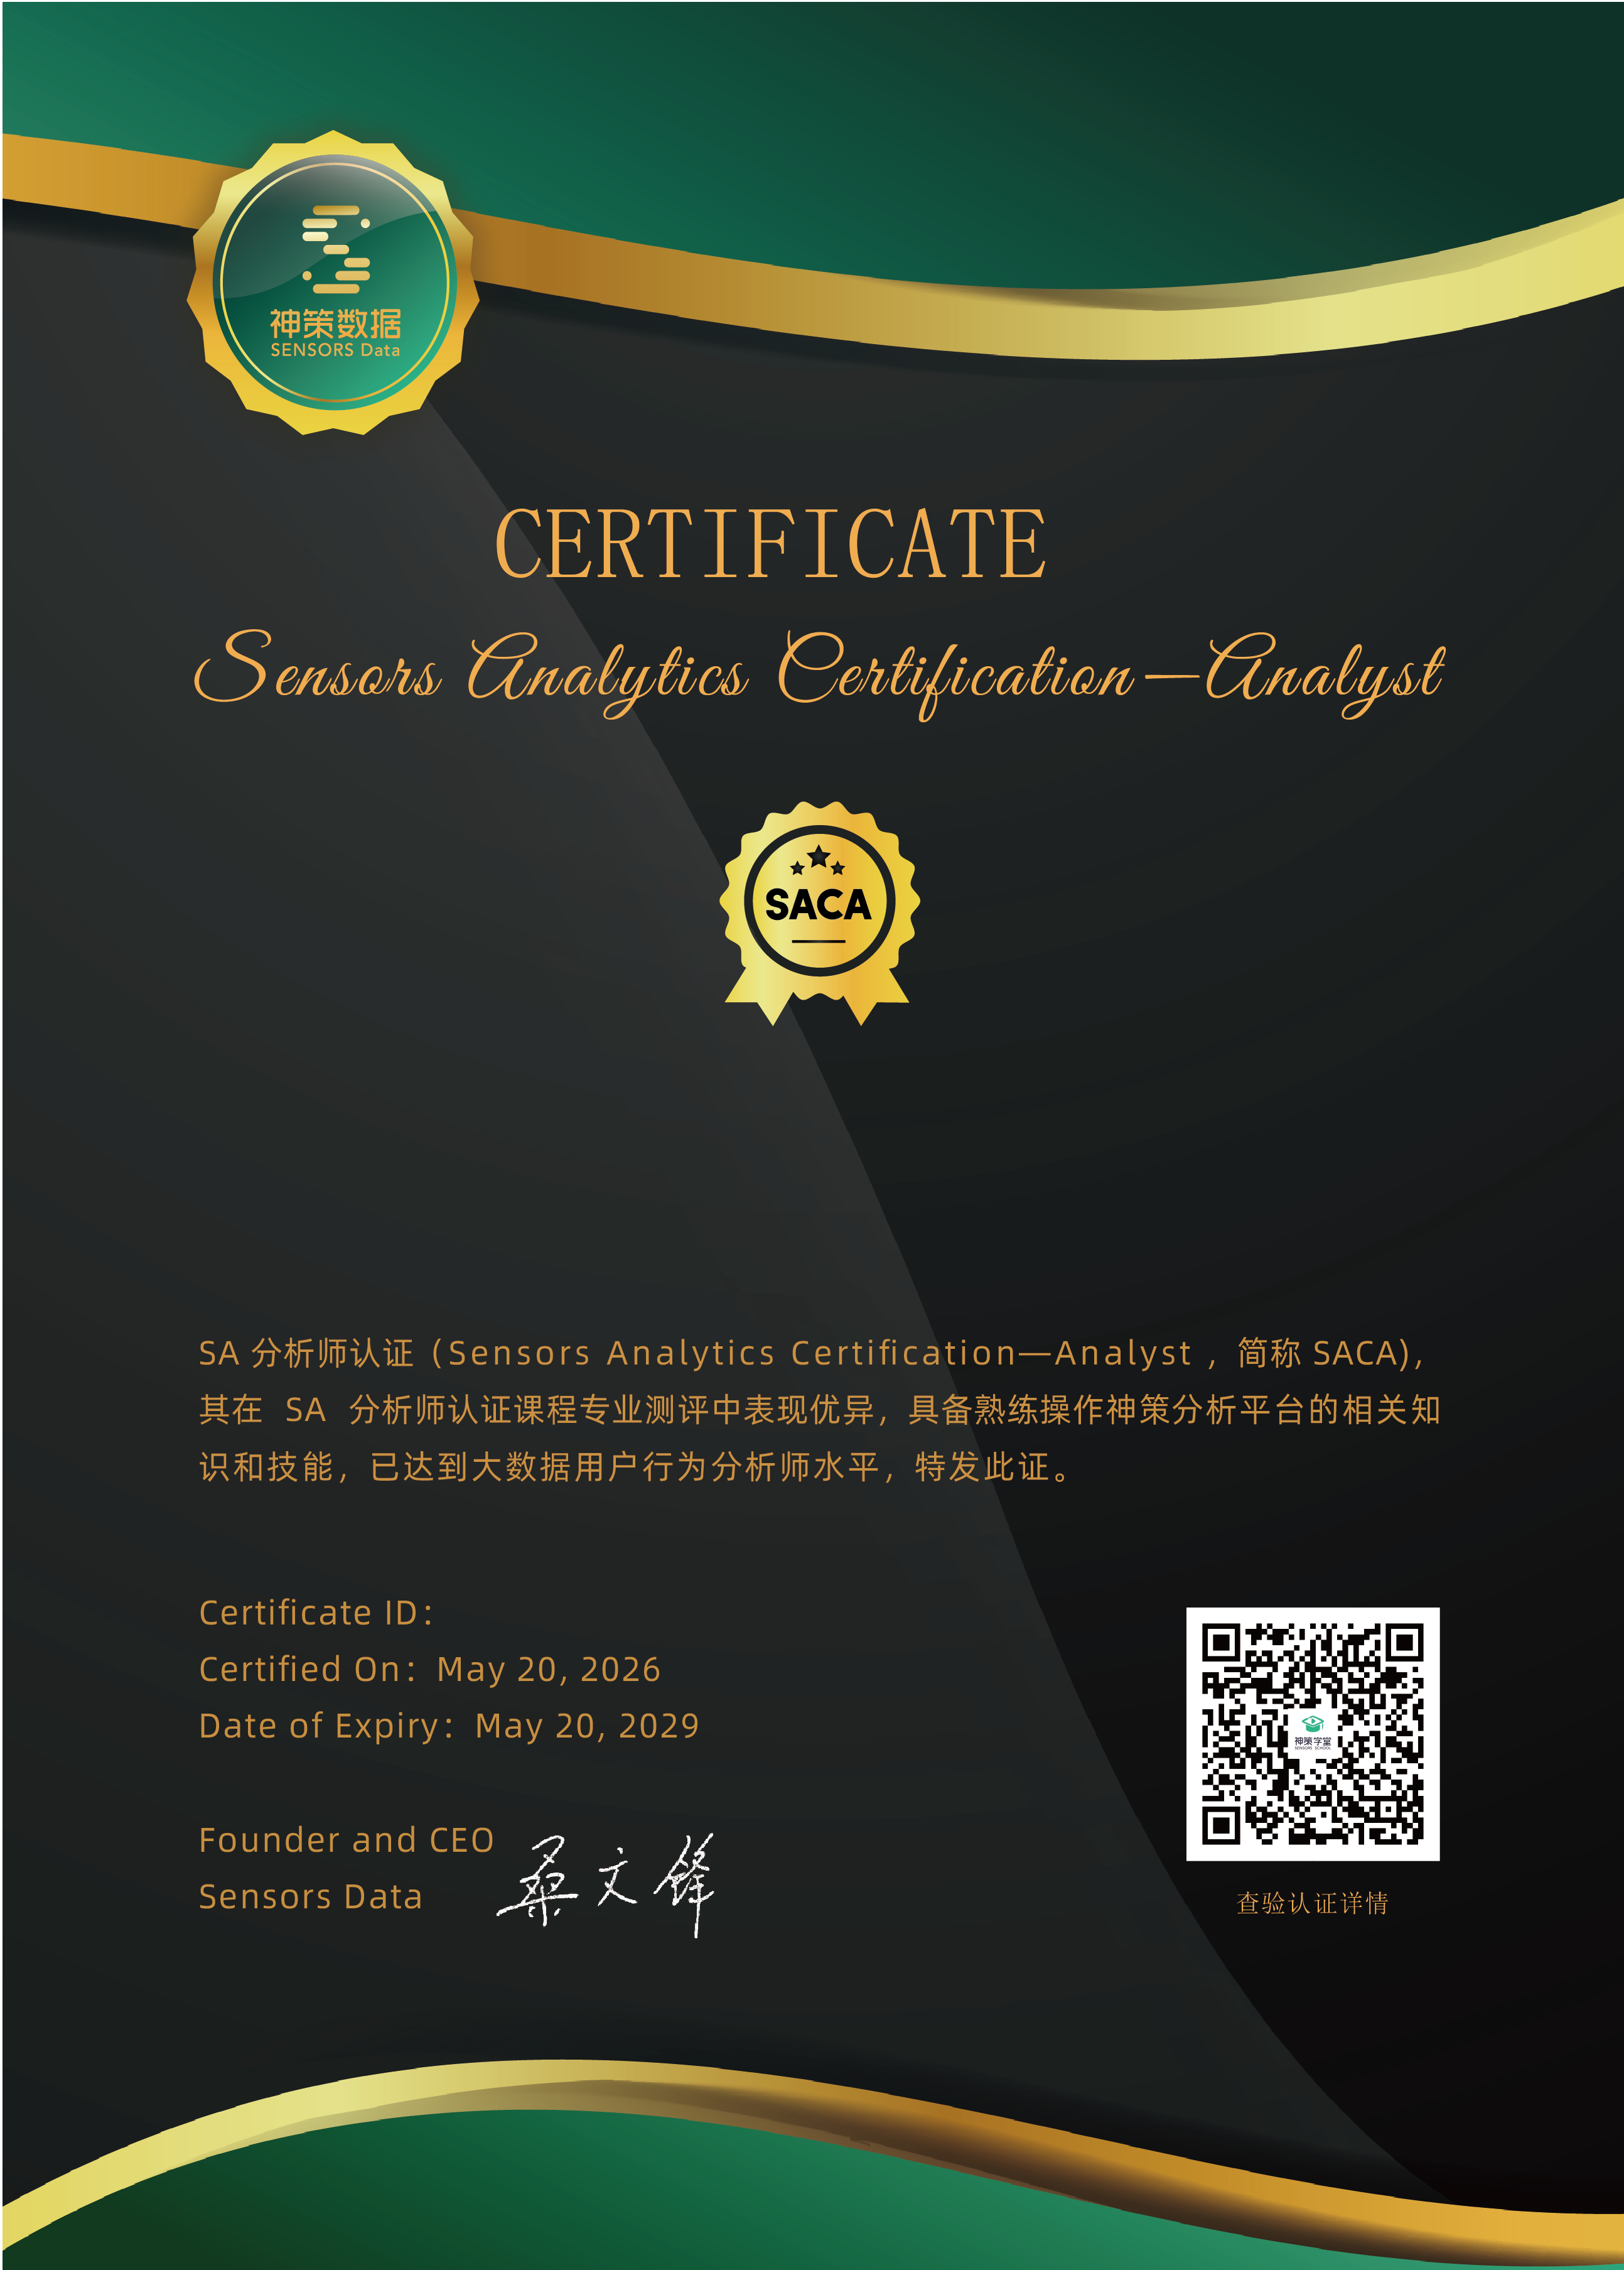 神策数据
SENSORS Data
CERTIFICATE
Sensors Analytics Certification—Analyst
SACA
SA 分析师认证（Sensors Analytics Certification—Analyst ，简称 SACA)，
其在 SA 分析师认证课程专业测评中表现优异，具备熟练操作神策分析平台的相关知
识和技能，已达到大数据用户行为分析师水平，特发此证。
Certificate ID：
Certified On：May 20, 2026
Date of Expiry：May 20, 2029
Founder and CEO
Sensors Data
桑文锋
神策学堂
SENSORS SCHOOL
查验认证详情